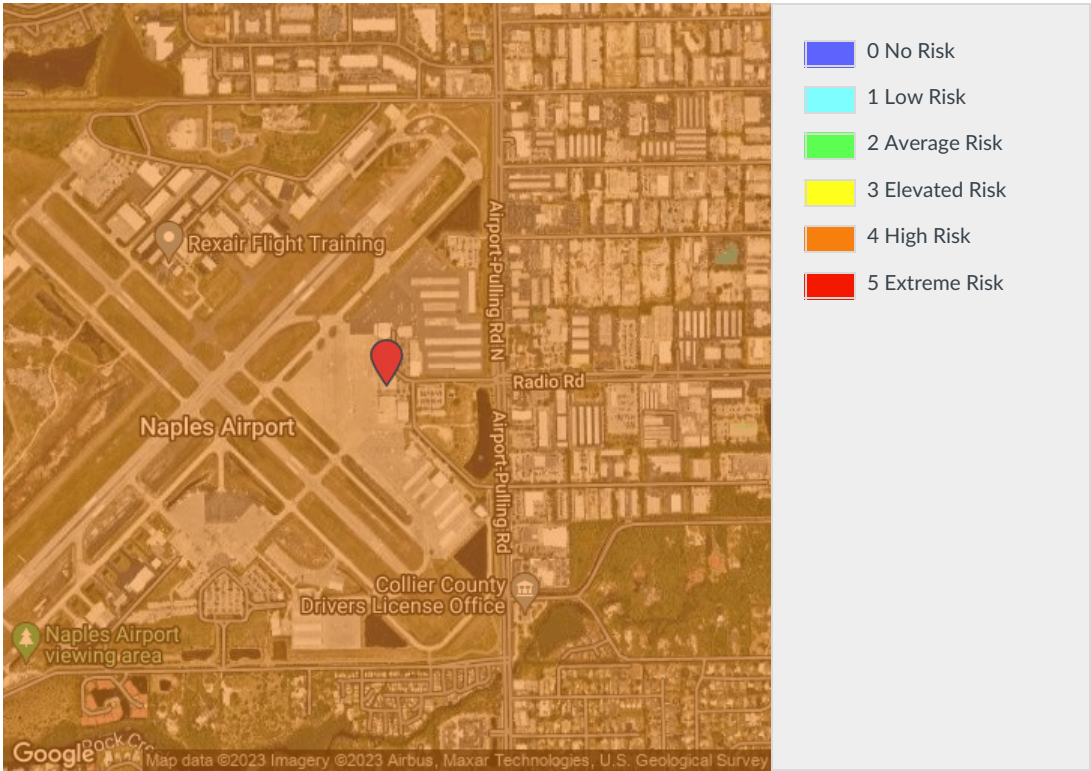 Rexair Flight Training
Airport-Pulling Rd N
Radio Rd
Naples Airport
Airport-Pulling Rd
Collier County
Drivers License Office
Naples Airport
viewing area
Google
Rock Cr
Map data ©2023 Imagery ©2023 Airbus, Maxar Technologies, U.S. Geological Survey
0 No Risk
1 Low Risk
2 Average Risk
3 Elevated Risk
4 High Risk
5 Extreme Risk